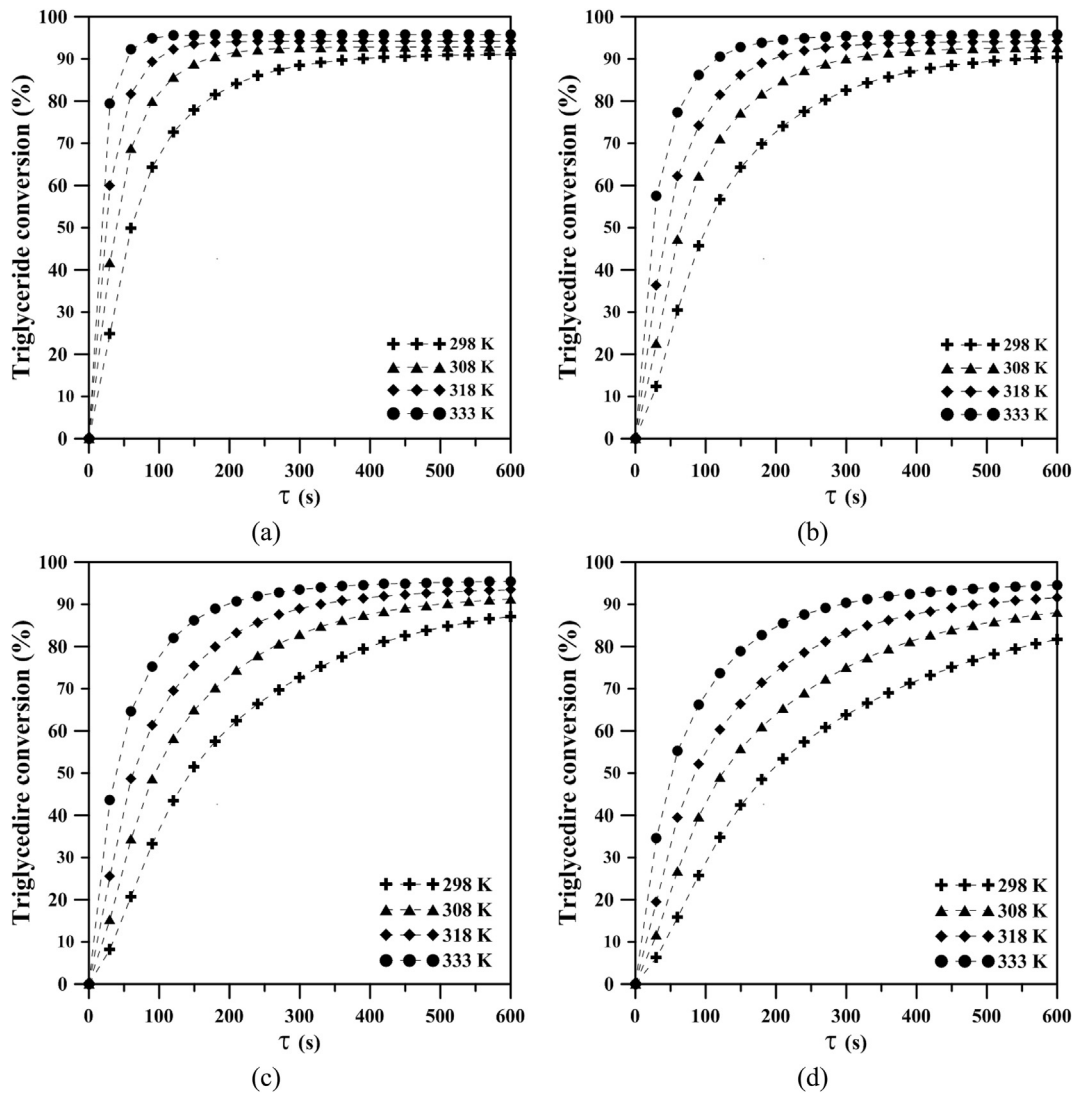 Triglyceride conversion (%)
100
90
80
70
60
50
40
30
20
10
0
298 K
308 K
318 K
333 K
0 100 200 300 400 500 600
τ (s)
(a)
Triglycedire conversion (%)
100
90
80
70
60
50
40
30
20
10
0
298 K
308 K
318 K
333 K
0 100 200 300 400 500 600
τ (s)
(b)
Triglycedire conversion (%)
100
90
80
70
60
50
40
30
20
10
0
298 K
308 K
318 K
333 K
0 100 200 300 400 500 600
τ (s)
(c)
Triglycedire conversion (%)
100
90
80
70
60
50
40
30
20
10
0
298 K
308 K
318 K
333 K
0 100 200 300 400 500 600
τ (s)
(d)